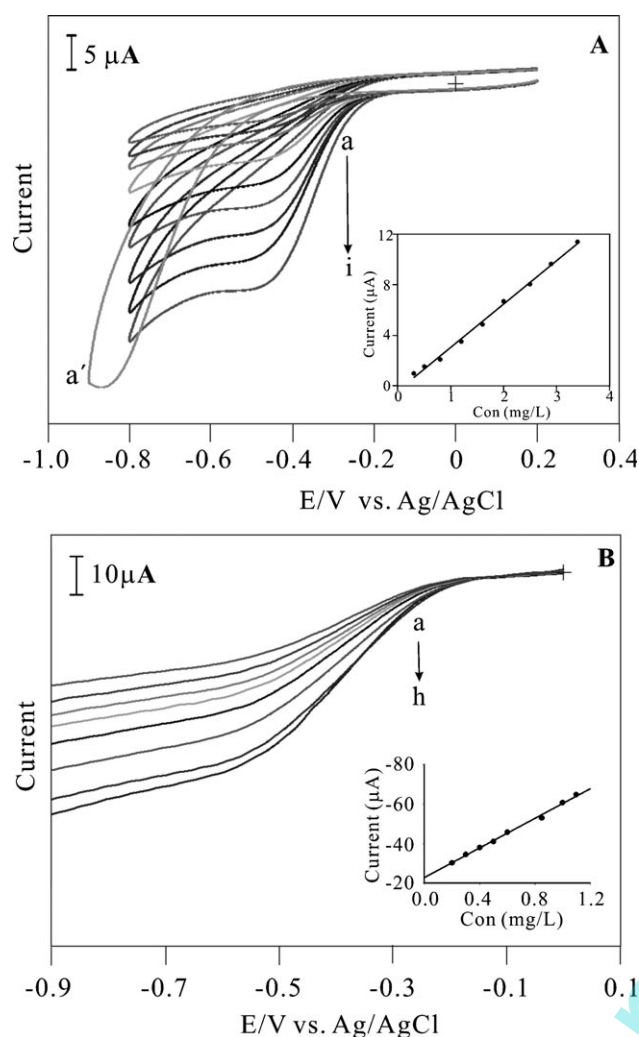 5 µA
A
a
i
a′
Current
Current (µA)
12
8
4
0
0
1
2
3
4
Con (mg/L)
-1.0
-0.8
-0.6
-0.4
-0.2
0
0.2
0.4
E/V vs. Ag/AgCl
10µA
B
a
h
Current
Current (µA)
-80
-60
-40
-20
0.0
0.4
0.8
1.2
Con (mg/L)
-0.9
-0.7
-0.5
-0.3
-0.1
0.1
E/V vs. Ag/AgCl